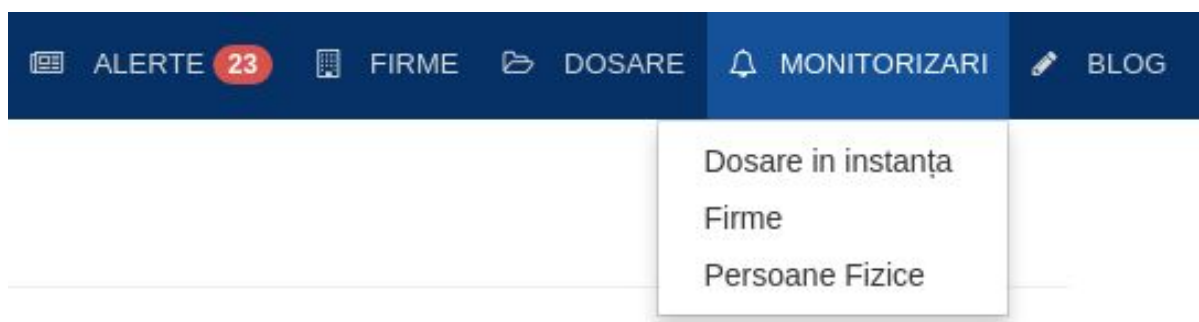 ALERTE 23 FIRME DOSARE MONITORIZARI BLOG
Dosare in instanța
Firme
Persoane Fizice